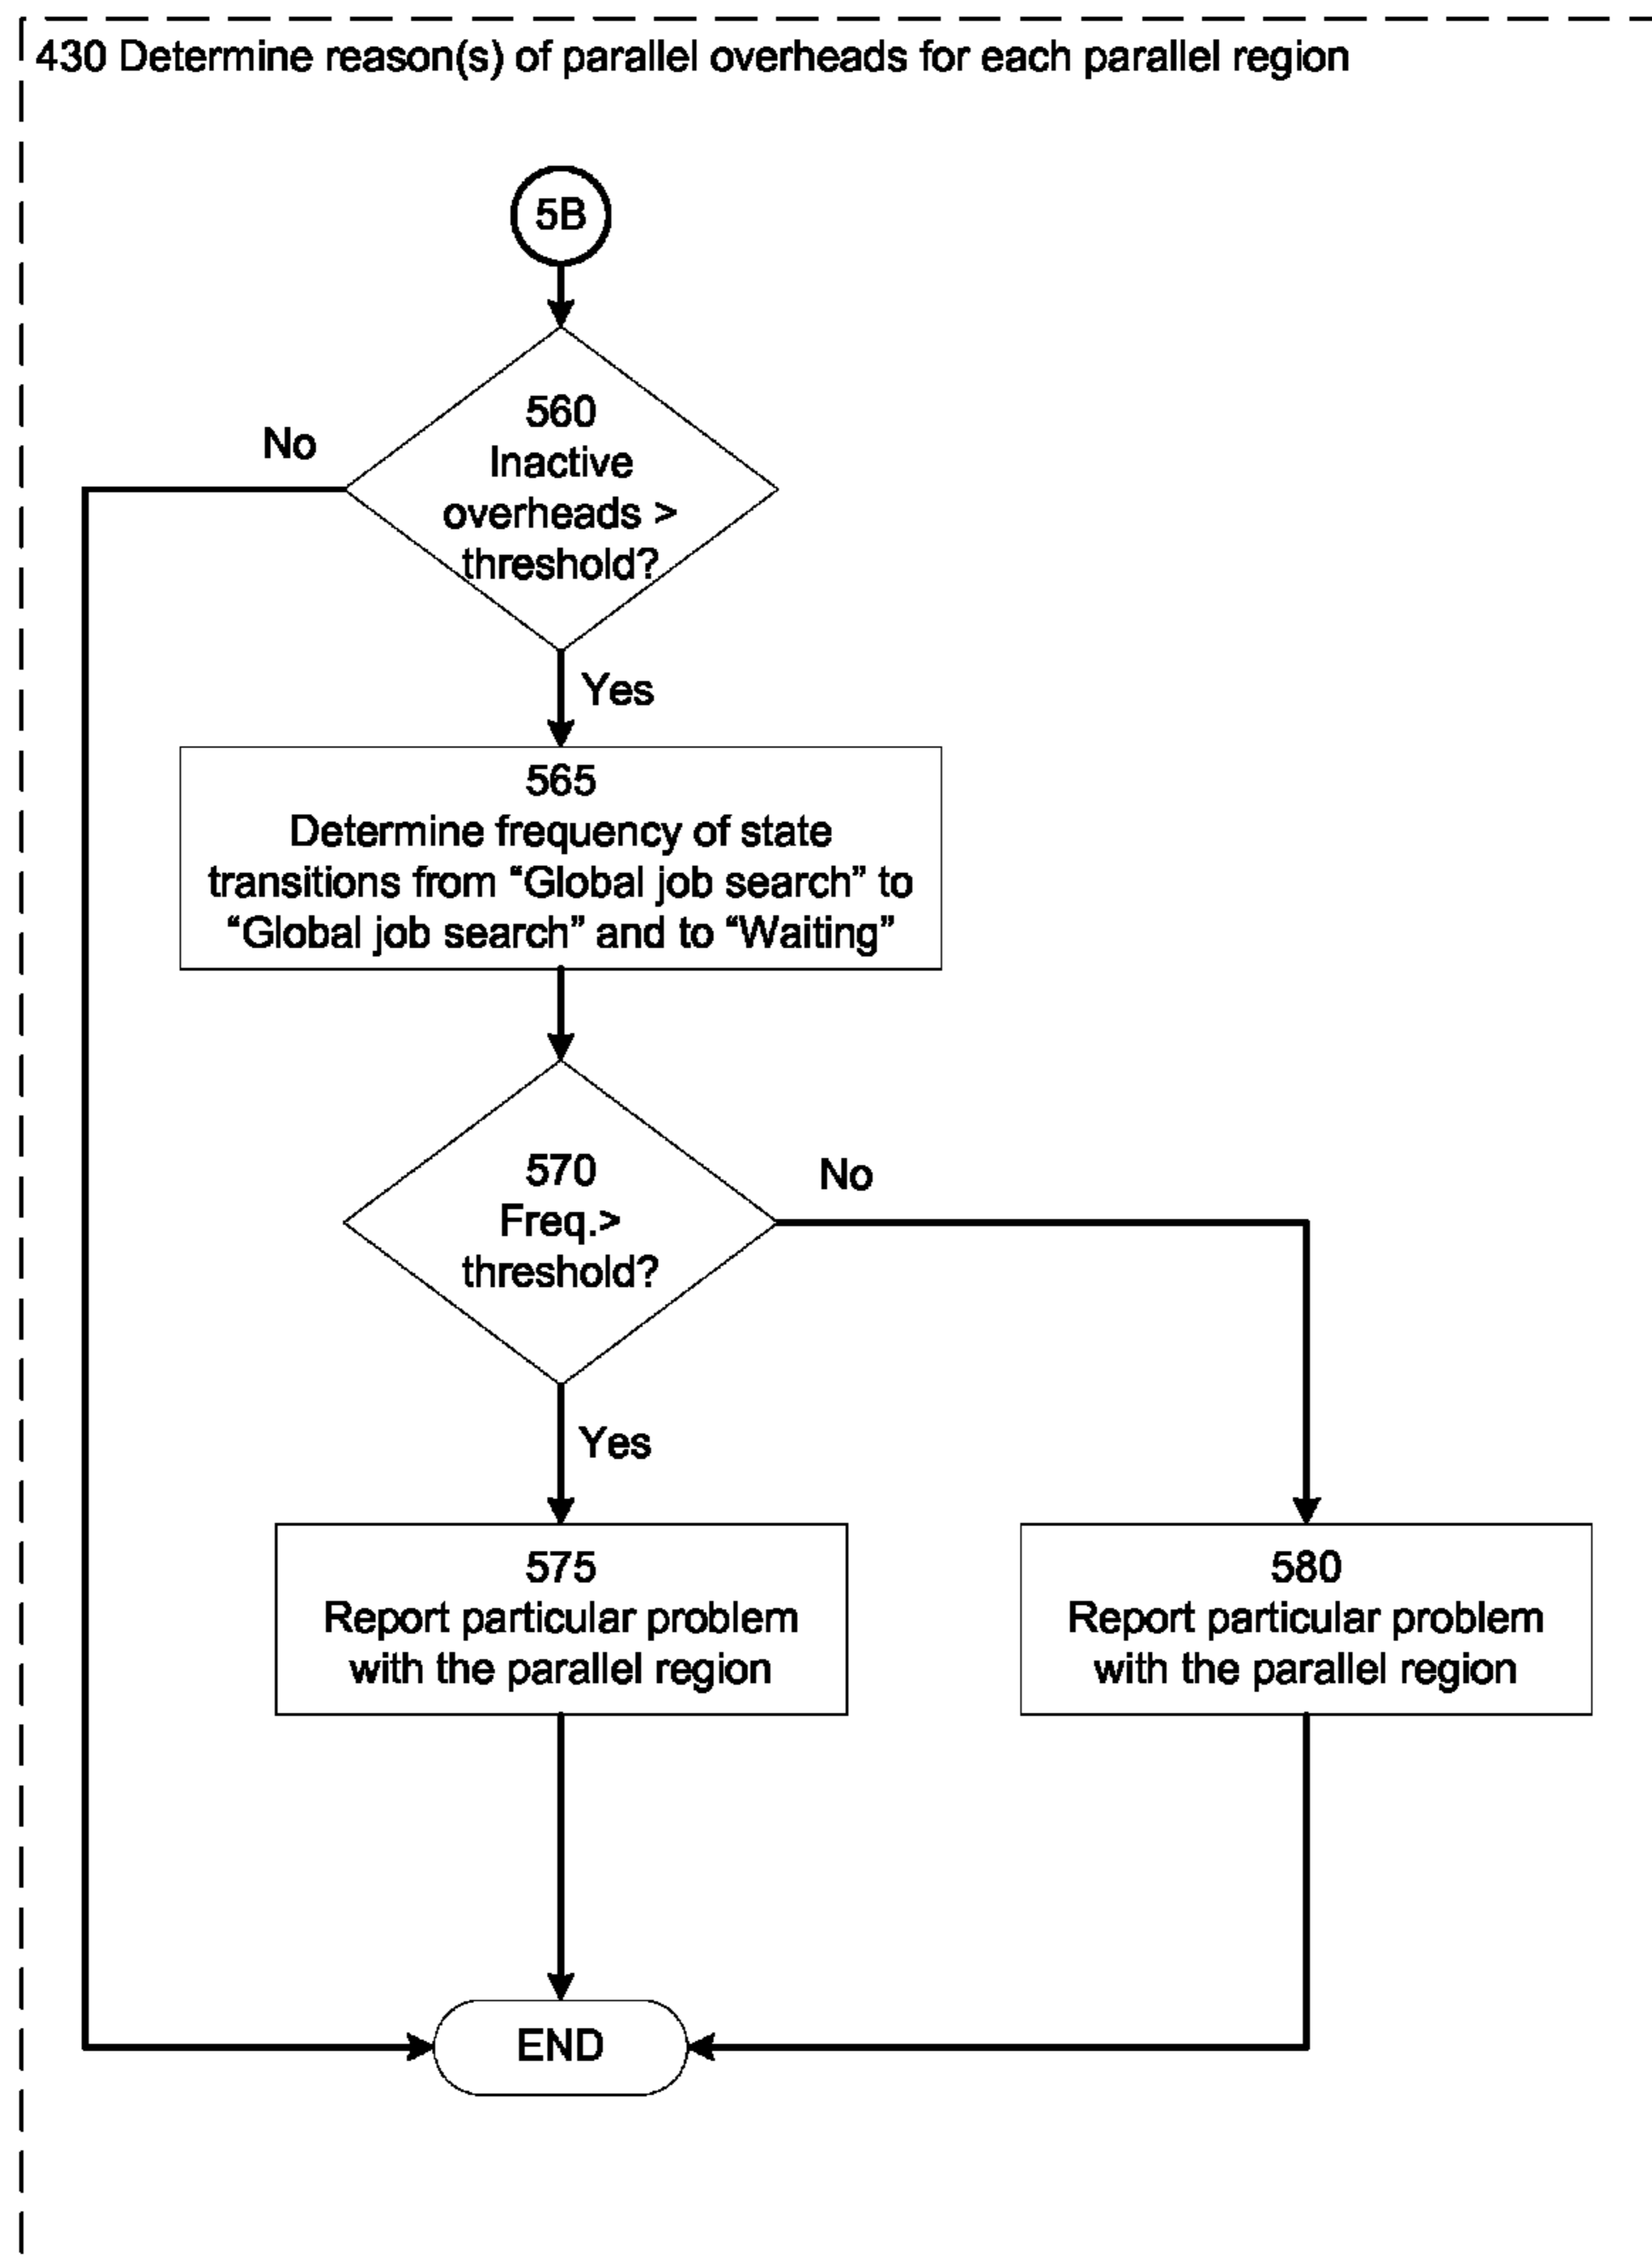 430 Determine reason(s) of parallel overheads for each parallel region
5B
560
Inactive
overheads >
threshold?
No
Yes
565
Determine frequency of state
transitions from “Global job search” to
“Global job search” and to “Waiting”
570
Freq.>
threshold?
No
Yes
575
Report particular problem
with the parallel region
580
Report particular problem
with the parallel region
END